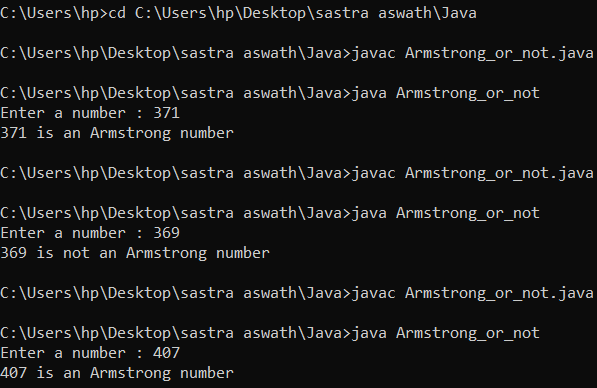 C:\Users\hp>cd C:\Users\hp\Desktop\sastra aswath\Java
C:\Users\hp\Desktop\sastra aswath\Java>javac Armstrong_or_not.java
C:\Users\hp\Desktop\sastra aswath\Java>java Armstrong_or_not
Enter a number : 371
371 is an Armstrong number
C:\Users\hp\Desktop\sastra aswath\Java>javac Armstrong_or_not.java
C:\Users\hp\Desktop\sastra aswath\Java>java Armstrong_or_not
Enter a number : 369
369 is not an Armstrong number
C:\Users\hp\Desktop\sastra aswath\Java>javac Armstrong_or_not.java
C:\Users\hp\Desktop\sastra aswath\Java>java Armstrong_or_not
Enter a number : 407
407 is an Armstrong number